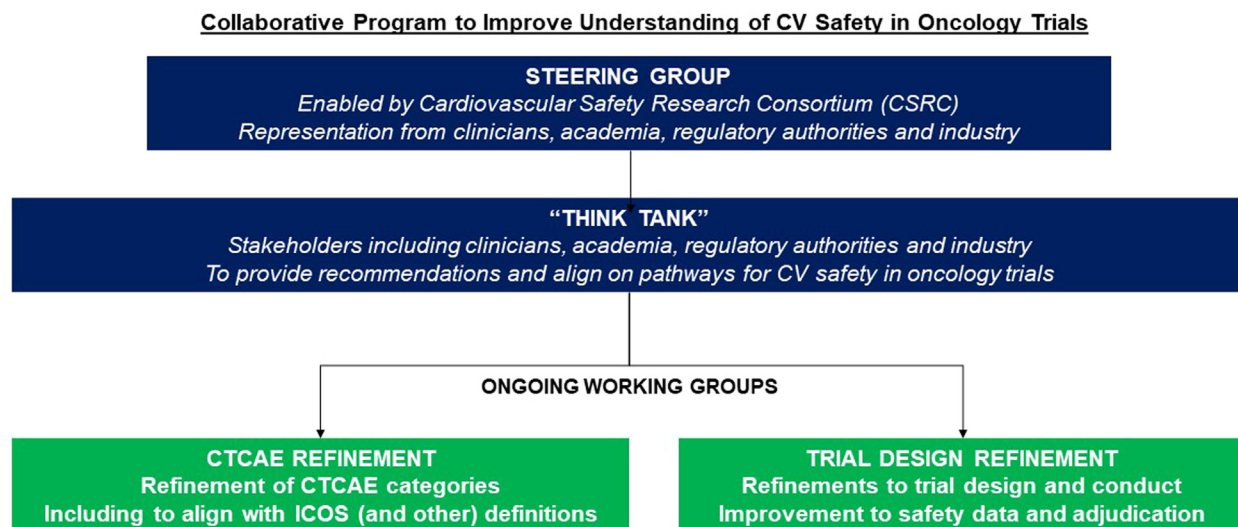 Collaborative Program to Improve Understanding of CV Safety in Oncology Trials
STEERING GROUP
Enabled by Cardiovascular Safety Research Consortium (CSRC)
Representation from clinicians, academia, regulatory authorities and industry
“THINK TANK”
Stakeholders including clinicians, academia, regulatory authorities and industry
To provide recommendations and align on pathways for CV safety in oncology trials
ONGOING WORKING GROUPS
CTCAE REFINEMENT
Refinement of CTCAE categories
Including to align with ICOS (and other) definitions
TRIAL DESIGN REFINEMENT
Refinements to trial design and conduct
Improvement to safety data and adjudication